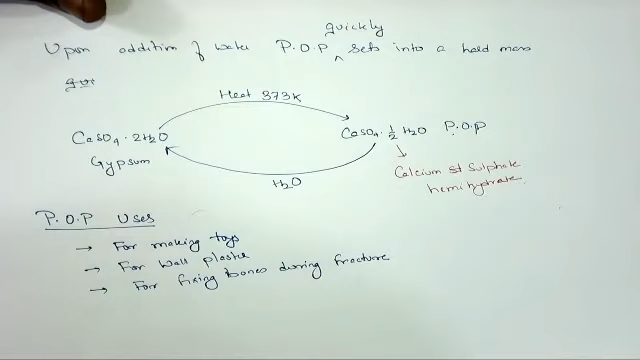 quickly
Upon addition of water P.O.P ^ sets into a hard mass
Heat 373K
CaSO4 · 2H2O
CaSO4 · 1/2 H2O P.O.P
Gypsum
H2O
Calcium Sulphate
hemihydrate
P.O.P Uses
→ For making toys
→ For wall plaster
→ For fixing bones during fracture